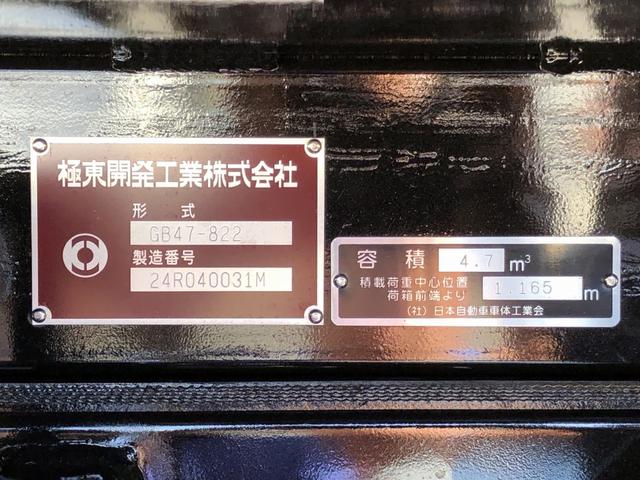 極東開発工業株式会社
形 式
GB47-822
製造番号
24R040031M
容 積 4.7 m³
積載荷重中心位置
荷箱前端より 1.165 m
(社)日本自動車車体工業会